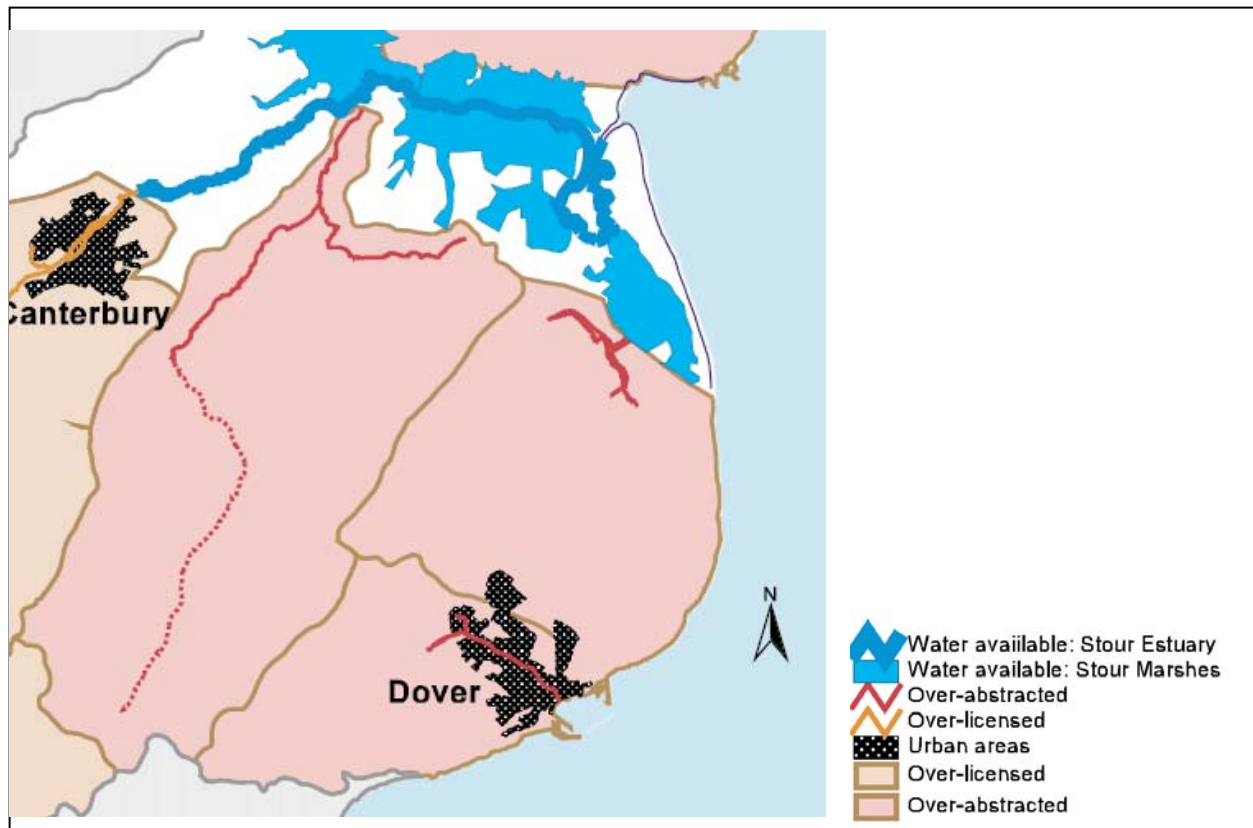 Canterbury
Dover
N
Water avaiilable: Stour Estuary
Water available: Stour Marshes
Over-abstracted
Over-licensed
Urban areas
Over-licensed
Over-abstracted